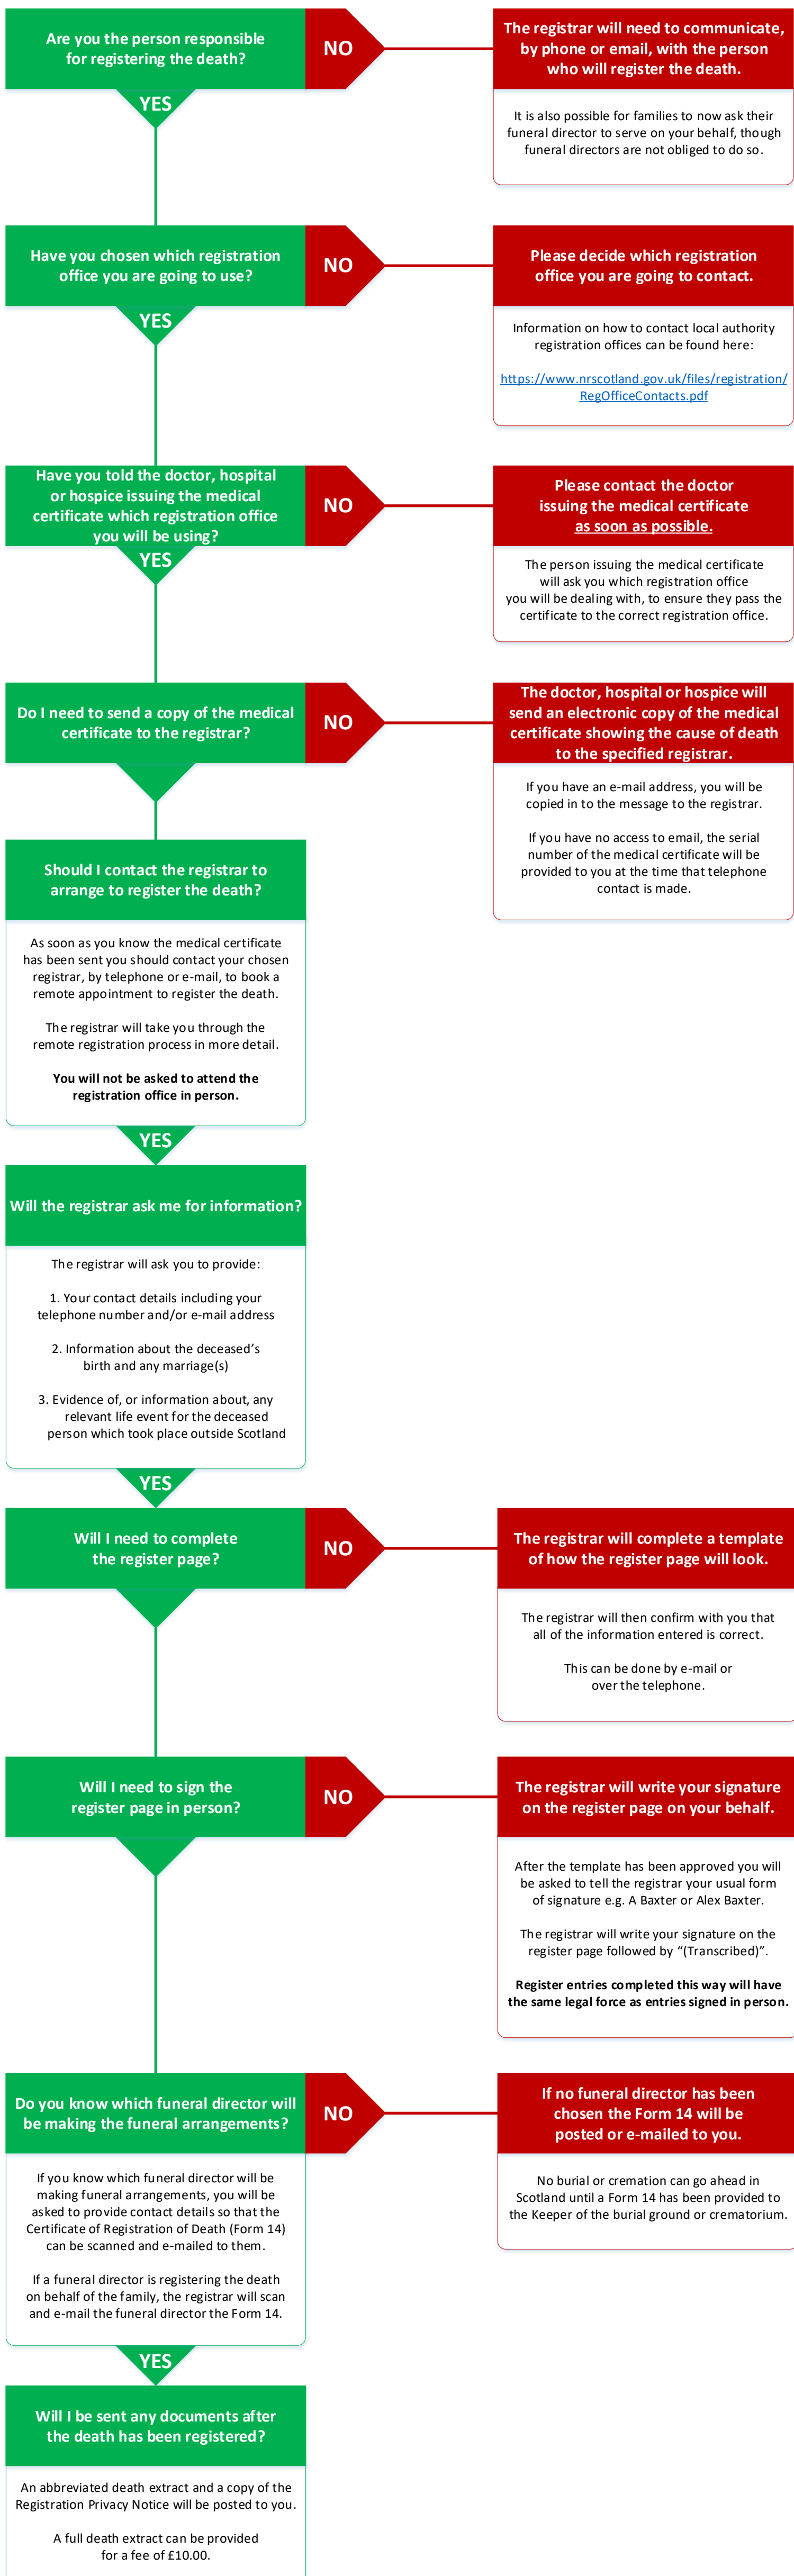 Are you the person responsible
for registering the death?
NO
The registrar will need to communicate,
by phone or email, with the person
who will register the death.
It is also possible for families to now ask their
funeral director to serve on your behalf, though
funeral directors are not obliged to do so.
YES
Have you chosen which registration
office you are going to use?
NO
Please decide which registration
office you are going to contact.
Information on how to contact local authority
registration offices can be found here:
https://www.nrscotland.gov.uk/files/registration/
RegOfficeContacts.pdf
YES
Have you told the doctor, hospital
or hospice issuing the medical
certificate which registration office
you will be using?
NO
Please contact the doctor
issuing the medical certificate
as soon as possible.
The person issuing the medical certificate
will ask you which registration office
you will be dealing with, to ensure they pass the
certificate to the correct registration office.
YES
Do I need to send a copy of the medical
certificate to the registrar?
NO
The doctor, hospital or hospice will
send an electronic copy of the medical
certificate showing the cause of death
to the specified registrar.
If you have an e-mail address, you will be
copied in to the message to the registrar.
If you have no access to email, the serial
number of the medical certificate will be
provided to you at the time that telephone
contact is made.
Should I contact the registrar to
arrange to register the death?
As soon as you know the medical certificate
has been sent you should contact your chosen
registrar, by telephone or e-mail, to book a
remote appointment to register the death.
The registrar will take you through the
remote registration process in more detail.
You will not be asked to attend the
registration office in person.
YES
Will the registrar ask me for information?
The registrar will ask you to provide:
1. Your contact details including your
telephone number and/or e-mail address
2. Information about the deceased's
birth and any marriage(s)
3. Evidence of, or information about, any
relevant life event for the deceased
person which took place outside Scotland
YES
Will I need to complete
the register page?
NO
The registrar will complete a template
of how the register page will look.
The registrar will then confirm with you that
all of the information entered is correct.
This can be done by e-mail or
over the telephone.
Will I need to sign the
register page in person?
NO
The registrar will write your signature
on the register page on your behalf.
After the template has been approved you will
be asked to tell the registrar your usual form
of signature e.g. A Baxter or Alex Baxter.
The registrar will write your signature on the
register page followed by “(Transcribed)”.
Register entries completed this way will have
the same legal force as entries signed in person.
Do you know which funeral director will
be making the funeral arrangements?
NO
If no funeral director has been
chosen the Form 14 will be
posted or e-mailed to you.
No burial or cremation can go ahead in
Scotland until a Form 14 has been provided to
the Keeper of the burial ground or crematorium.
If you know which funeral director will be
making funeral arrangements, you will be
asked to provide contact details so that the
Certificate of Registration of Death (Form 14)
can be scanned and e-mailed to them.
If a funeral director is registering the death
on behalf of the family, the registrar will scan
and e-mail the funeral director the Form 14.
YES
Will I be sent any documents after
the death has been registered?
An abbreviated death extract and a copy of the
Registration Privacy Notice will be posted to you.
A full death extract can be provided
for a fee of £10.00.